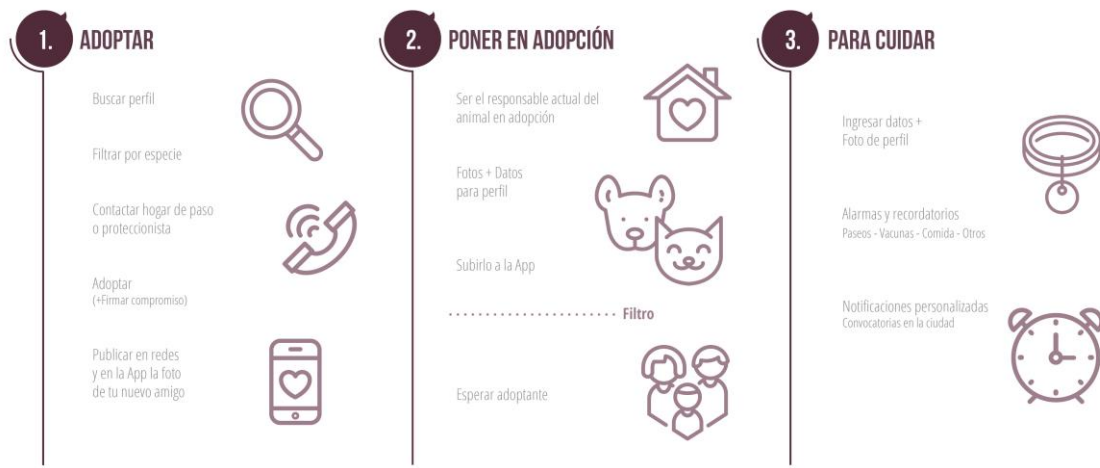 1. ADOPTAR
Buscar perfil
Filtrar por especie
Contactar hogar de paso
o proteccionista
Adoptar
(+Firmar compromiso)
Publicar en redes
y en la App la foto
de tu nuevo amigo
2. PONER EN ADOPCIÓN
Ser el responsable actual del
animal en adopción
Fotos + Datos
para perfil
Subirlo a la App
Filtro
Esperar adoptante
3. PARA CUIDAR
Ingresar datos +
Foto de perfil
Alarmas y recordatorios
Paseos - Vacunas - Comida - Otros
Notificaciones personalizadas
Convocatorias en la ciudad